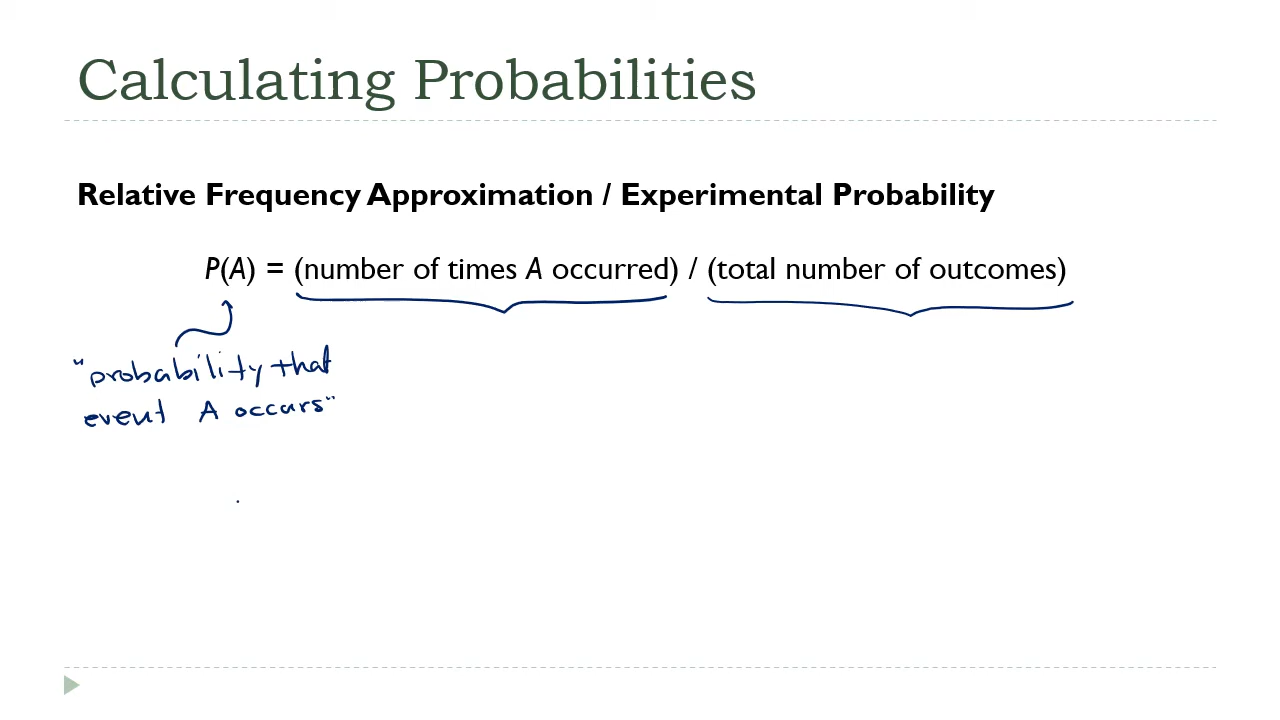 Calculating Probabilities
Relative Frequency Approximation / Experimental Probability
P(A) = (number of times A occurred) / (total number of outcomes)
"probability that
event A occurs"